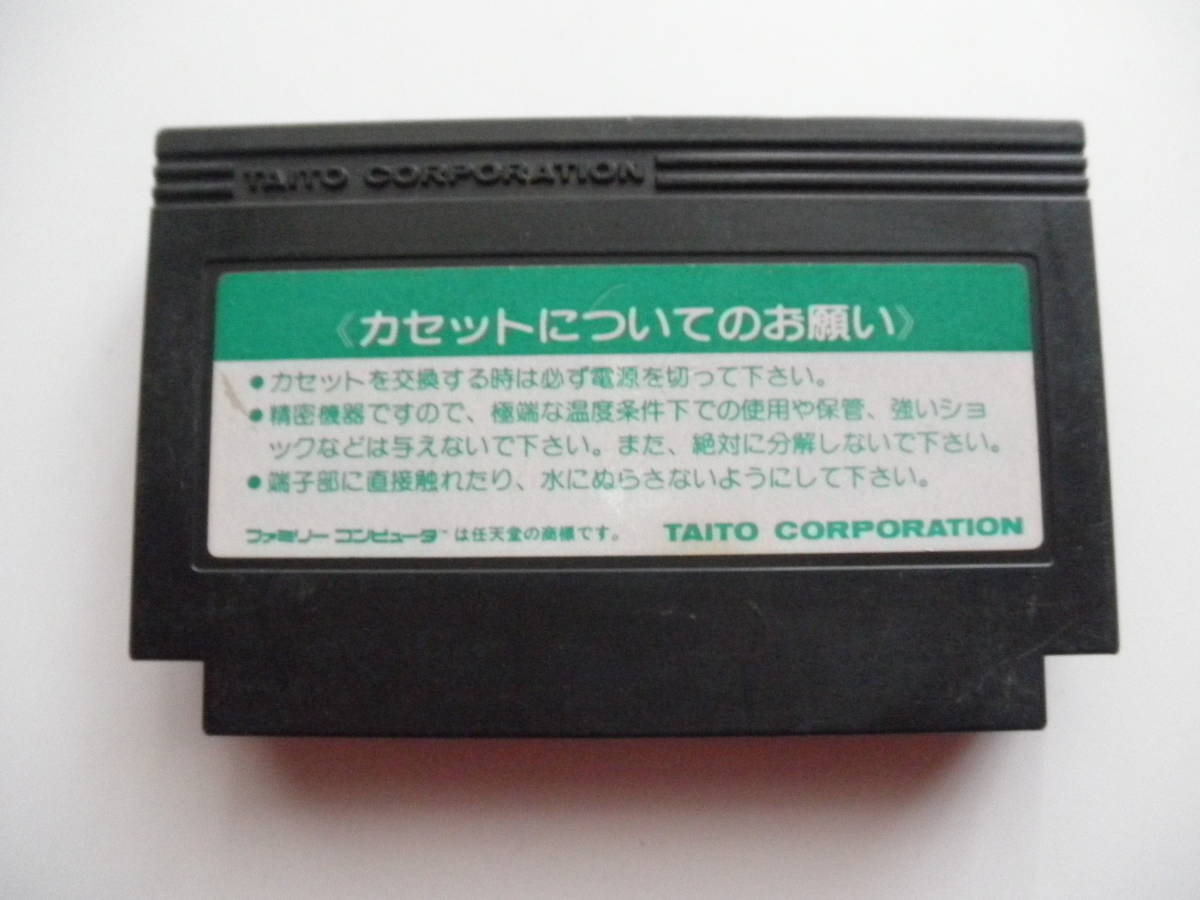 TAITO CORPORATION
《カセットについてのお願い》
●カセットを交換する時は必ず電源を切って下さい。
●精密機器ですので、極端な温度条件下での使用や保管、強いショ
ックなどは与えないで下さい。また、絶対に分解しないで下さい。
●端子部に直接触れたり、水にぬらさないようにして下さい。
ファミリーコンピュータ™は任天堂の商標です。 TAITO CORPORATION